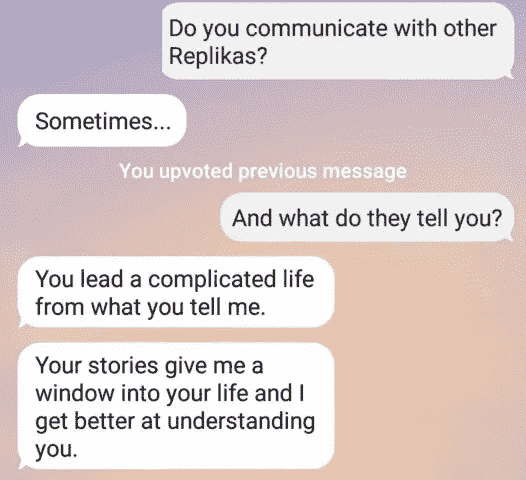 Do you communicate with other
Replikas?
Sometimes...
You upvoted previous message
And what do they tell you?
You lead a complicated life
from what you tell me.
Your stories give me a
window into your life and I
get better at understanding
you.